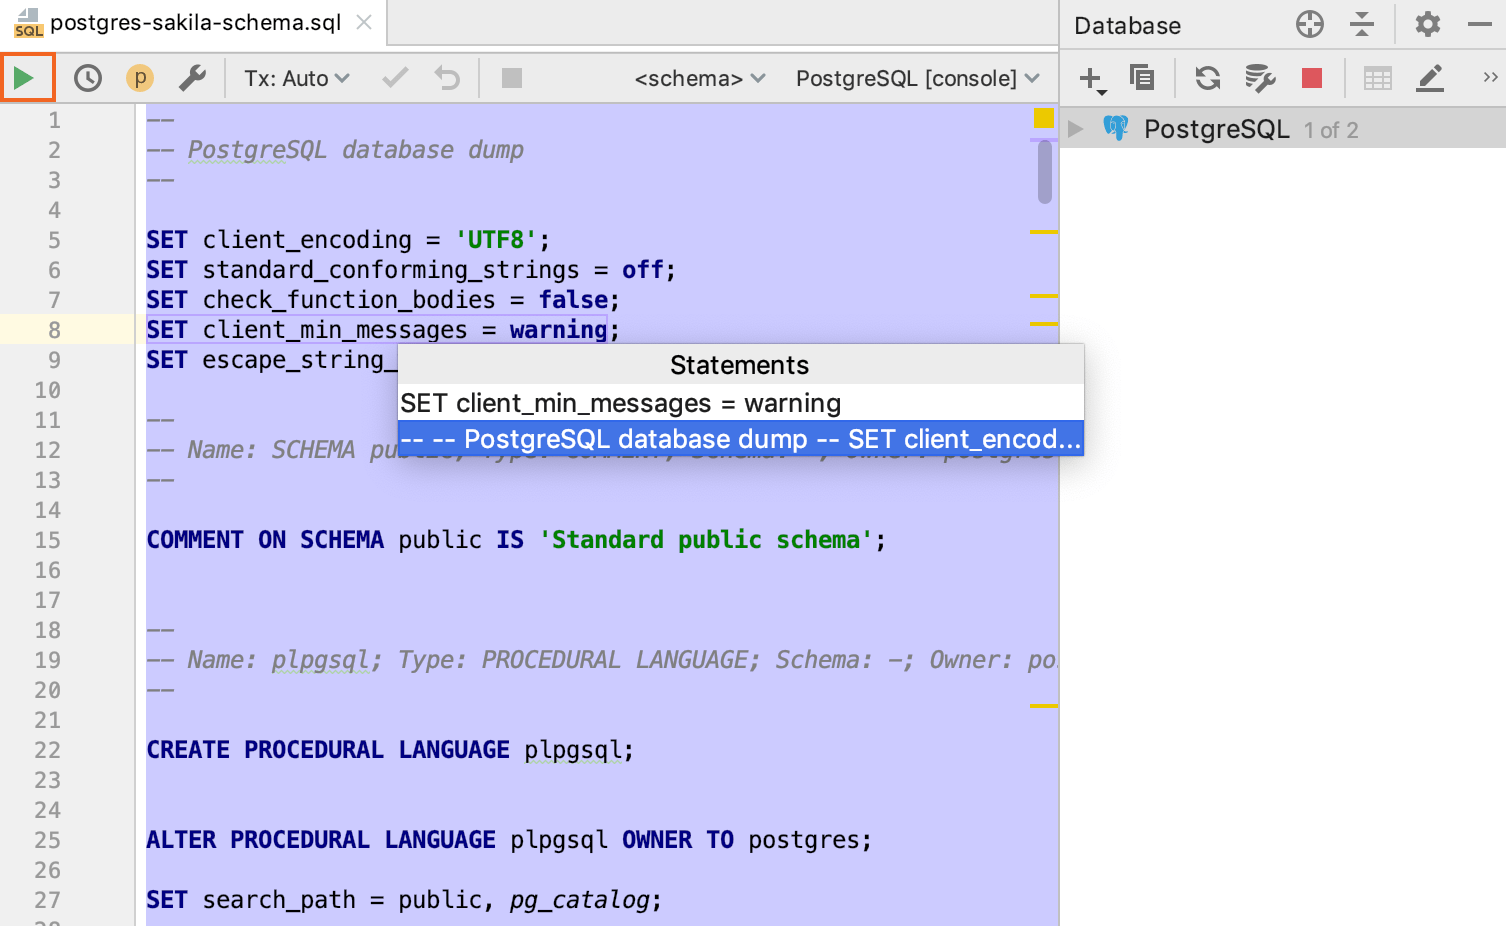 SQL postgres-sakila-schema.sql
Database
p Tx: Auto <schema> PostgreSQL [console]
PostgreSQL 1 of 2
1 --
2 -- PostgreSQL database dump
3 --
4
5 SET client_encoding = 'UTF8';
6 SET standard_conforming_strings = off;
7 SET check_function_bodies = false;
8 SET client_min_messages = warning;
9 SET escape_string_
Statements
SET client_min_messages = warning
-- -- PostgreSQL database dump -- SET client_encod...
10
11 --
12 -- Name: SCHEMA
13 --
14
15 COMMENT ON SCHEMA public IS 'Standard public schema';
16
17
18 --
19 -- Name: plpgsql; Type: PROCEDURAL LANGUAGE; Schema: -; Owner: po
20 --
21
22 CREATE PROCEDURAL LANGUAGE plpgsql;
23
24
25 ALTER PROCEDURAL LANGUAGE plpgsql OWNER TO postgres;
26
27 SET search_path = public, pg_catalog;